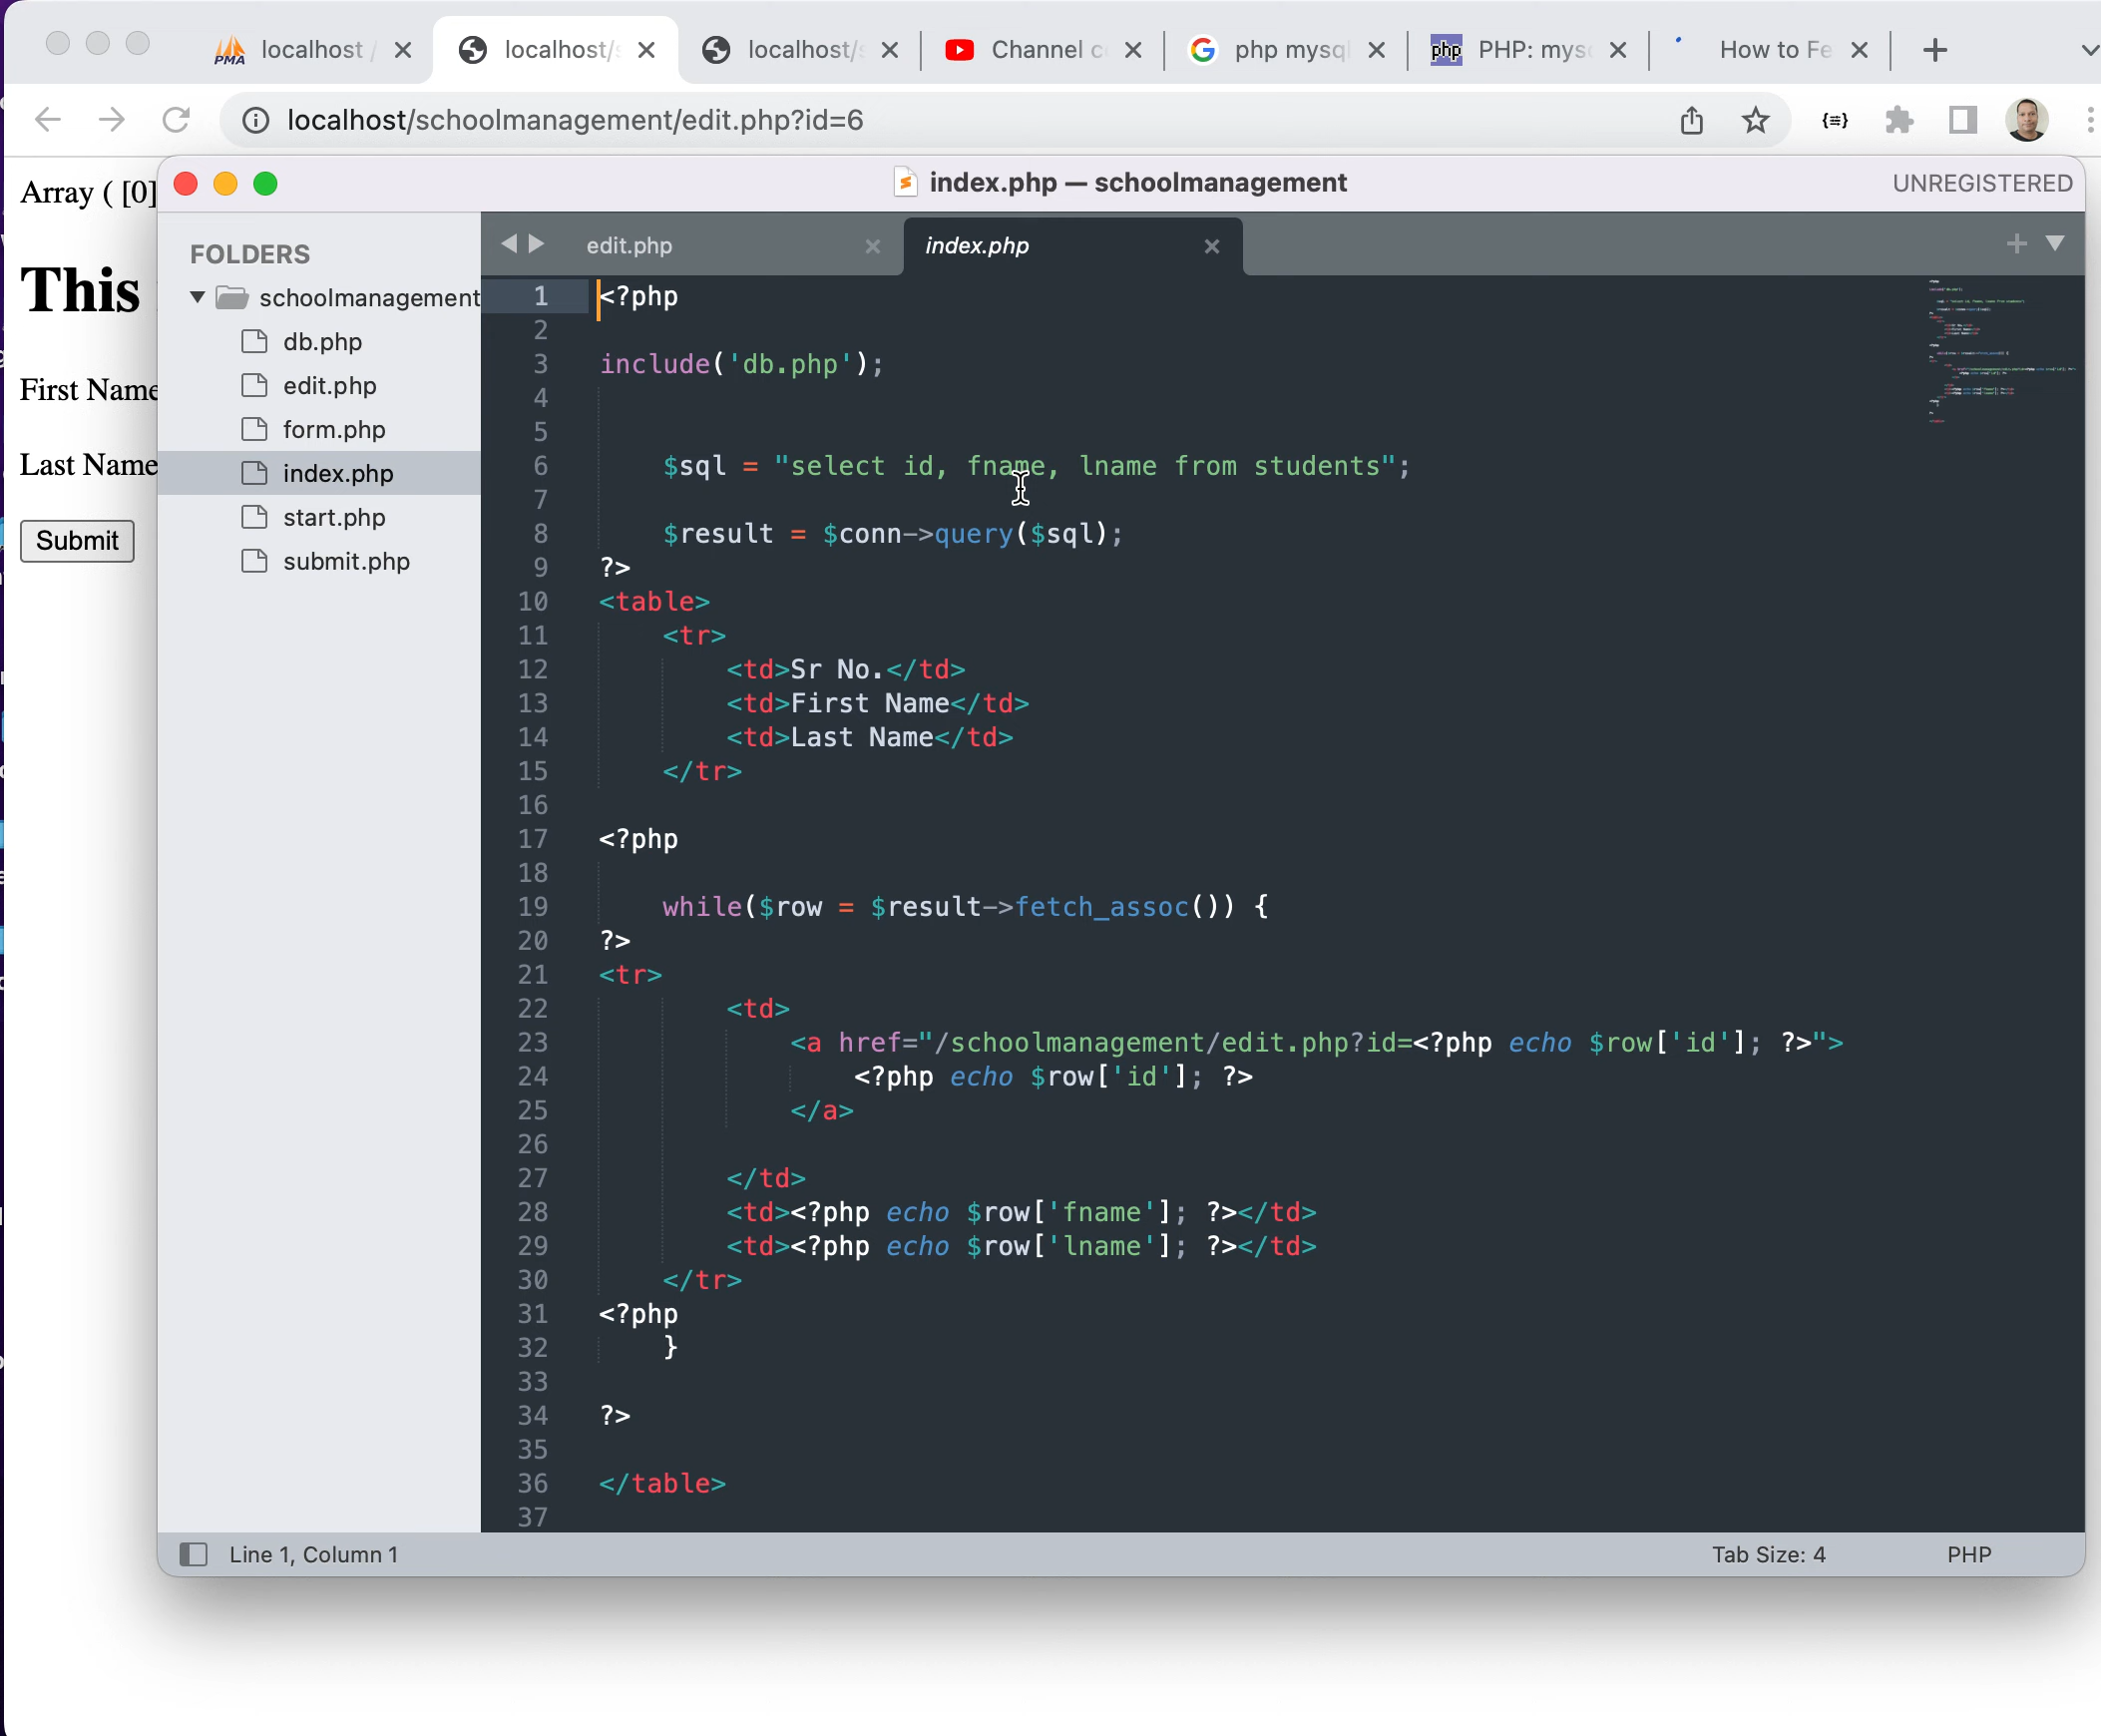 localhost /
localhost/s
localhost/s
Channel c
php mysql
PHP: mys
How to Fe
localhost/schoolmanagement/edit.php?id=6
Array ( [0]
This
First Name
Last Name
Submit
index.php — schoolmanagement
UNREGISTERED
FOLDERS
schoolmanagement
db.php
edit.php
form.php
index.php
start.php
submit.php
edit.php
index.php
1 <?php
2
3 include('db.php');
4
5
6 $sql = "select id, fname, lname from students";
7
8 $result = $conn->query($sql);
9 ?>
10 <table>
11 <tr>
12 <td>Sr No.</td>
13 <td>First Name</td>
14 <td>Last Name</td>
15 </tr>
16
17 <?php
18
19 while($row = $result->fetch_assoc()) {
20 ?>
21 <tr>
22 <td>
23 <a href="/schoolmanagement/edit.php?id=<?php echo $row['id']; ?>">
24 <?php echo $row['id']; ?>
25 </a>
26
27 </td>
28 <td><?php echo $row['fname']; ?></td>
29 <td><?php echo $row['lname']; ?></td>
30 </tr>
31 <?php
32 }
33
34 ?>
35
36 </table>
37
Line 1, Column 1
Tab Size: 4
PHP